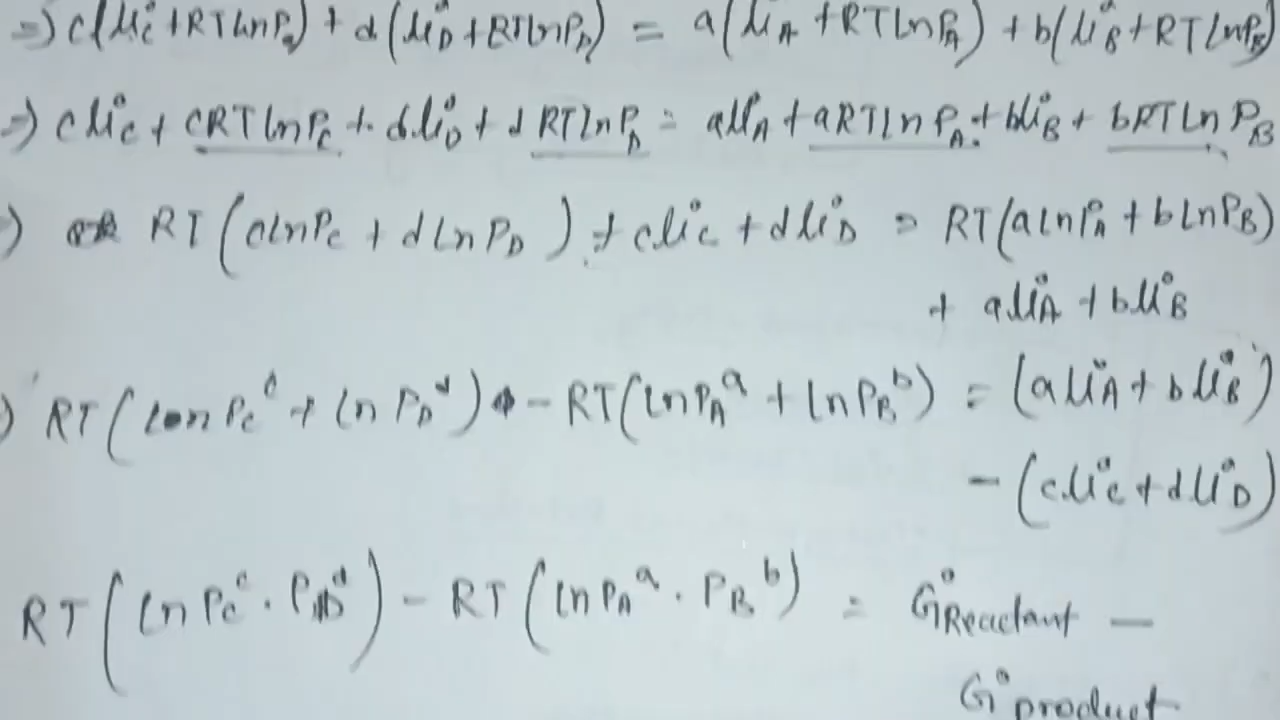 ⇒ c(μ°C + RT ln PC) + d(μ°D + RT ln PD) = a(μ°A + RT ln PA) + b(μ°B + RT ln PB)
⇒ cμ°C + cRT ln PC + dμ°D + d RT ln PD = aμ°A + aRT ln PA + bμ°B + bRT ln PB
⇒ RT (c ln PC + d ln PD) + cμ°C + dμ°D = RT (a ln PA + b ln PB)
+ aμ°A + bμ°B
⇒ RT (ln PC^c + ln PD^d) - RT (ln PA^a + ln PB^b) = (aμ°A + bμ°B)
- (cμ°C + dμ°D)
RT (ln PC^c · PD^d) - RT (ln PA^a · PB^b) = G°Reactant -
G°product